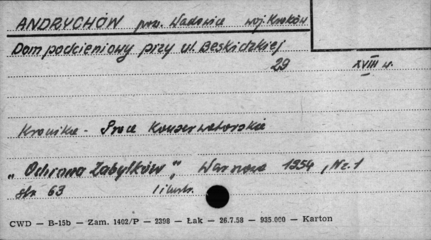 ANDRYCHÓW pow. Wadowice woj. Kraków
Dom podcieniowy przy ul. Beskidzkiej
29 XVIII w.
Kronika - Prace Konserwatorskie
"Ochrona Zabytków", Warszawa 1954, Nr. 1
str 63 1 ilustr.
CWD — B-15b — Zam. 1402/P — 2398 — Łak — 26.7.58 — 935.000 — Karton